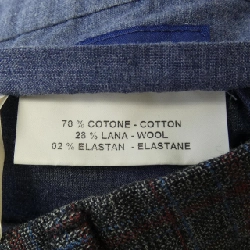 70 % COTONE - COTTON
28 % LANA - WOOL
02 % ELASTAN - ELASTANE